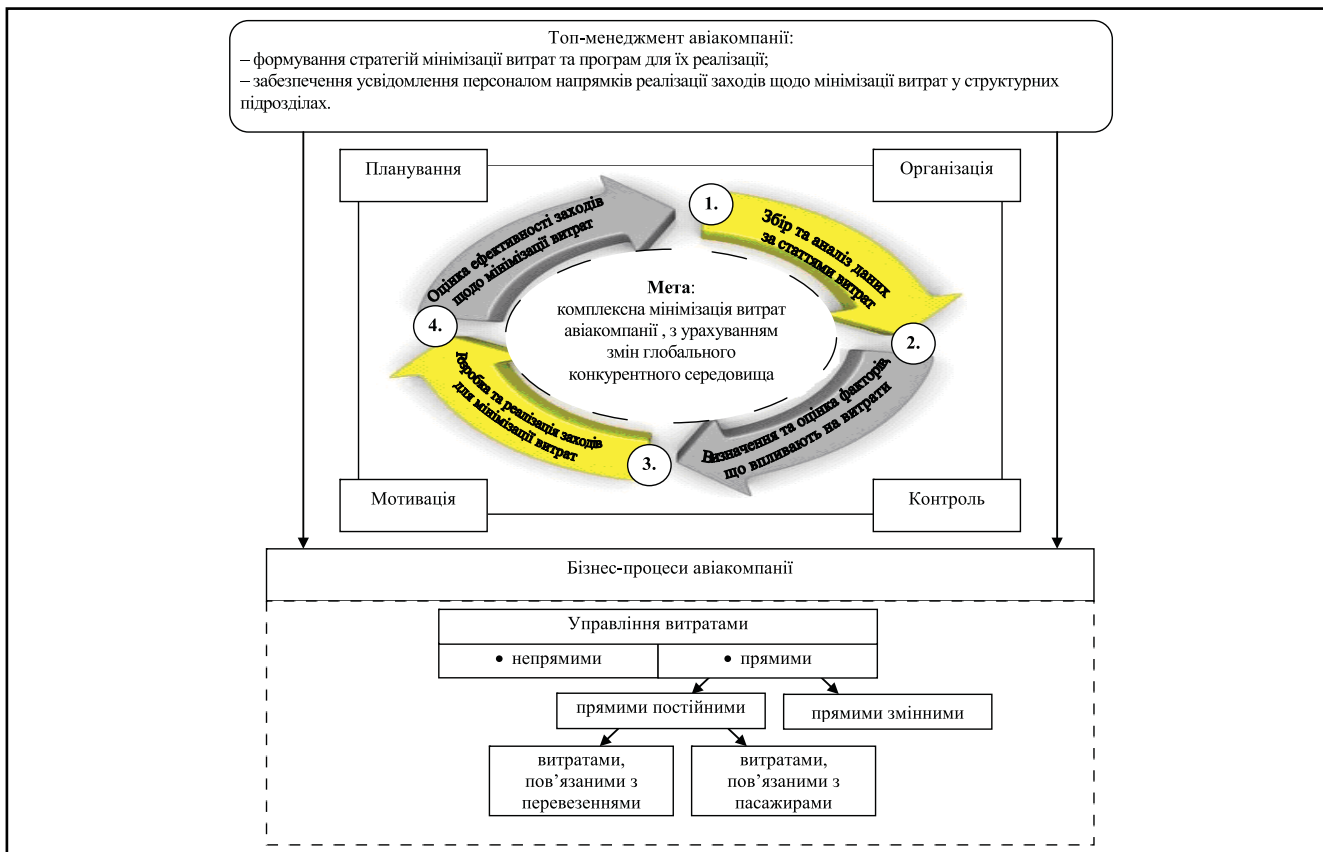 Топ-менеджмент авіакомпанії:
– формування стратегій мінімізації витрат та програм для їх реалізації;
– забезпечення усвідомлення персоналом напрямків реалізації заходів щодо мінімізації витрат у структурних
підрозділах.
Планування
Організація
1.
Збір та аналіз даних
за статтями витрат
Оцінка ефективності заходів
щодо мінімізації витрат
Мета:
комплексна мінімізація витрат
авіакомпанії , з урахуванням
змін глобального
конкурентного середовища
4.
2.
Розробка та реалізація заходів
для мінімізації витрат
Визначення та оцінка факторів,
що впливають на витрати
3.
Мотивація
Контроль
Бізнес-процеси авіакомпанії
Управління витратами
• непрямими
• прямими
прямими постійними
прямими змінними
витратами,
пов’язаними з
перевезеннями
витратами,
пов’язаними з
пасажирами